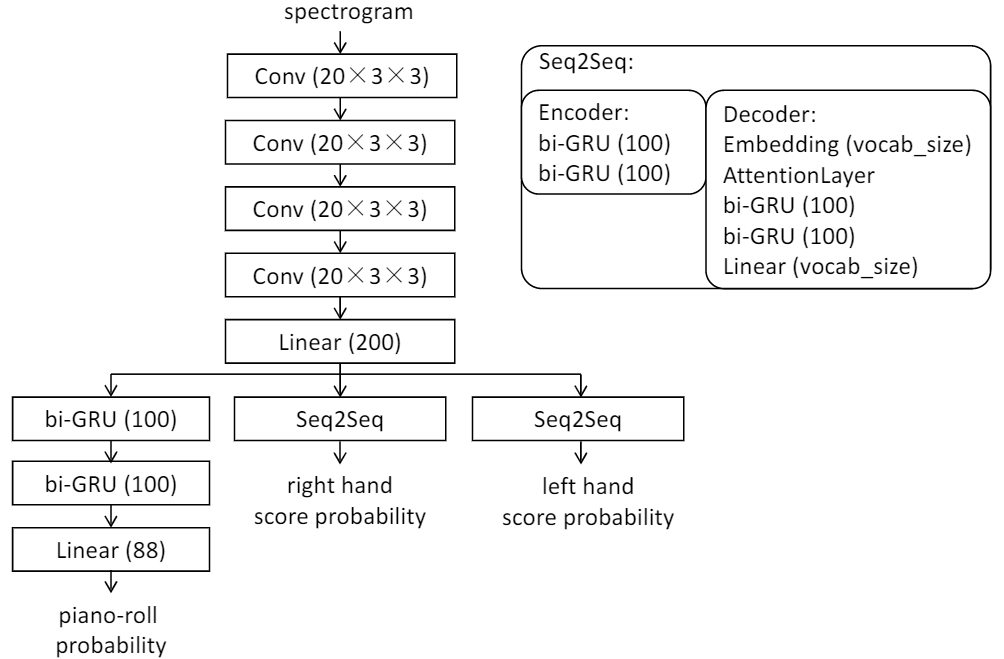 spectrogram
Conv (20×3×3)
Conv (20×3×3)
Conv (20×3×3)
Conv (20×3×3)
Linear (200)
bi-GRU (100)
bi-GRU (100)
Linear (88)
piano-roll
probability
Seq2Seq
right hand
score probability
Seq2Seq
left hand
score probability
Seq2Seq:
Encoder:
bi-GRU (100)
bi-GRU (100)
Decoder:
Embedding (vocab_size)
AttentionLayer
bi-GRU (100)
bi-GRU (100)
Linear (vocab_size)